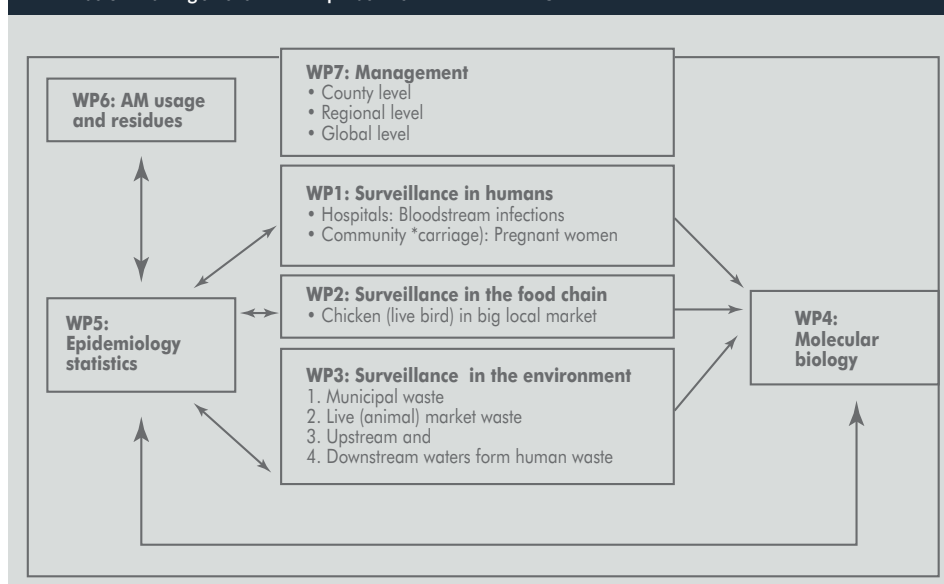 WP7: Management
• County level
• Regional level
• Global level
WP6: AM usage
and residues
WP1: Surveillance in humans
• Hospitals: Bloodstream infections
• Community *carriage): Pregnant women
WP2: Surveillance in the food chain
• Chicken (live bird) in big local market
WP5:
Epidemiology
statistics
WP4:
Molecular
biology
WP3: Surveillance in the environment
1. Municipal waste
2. Live (animal) market waste
3. Upstream and
4. Downstream waters form human waste